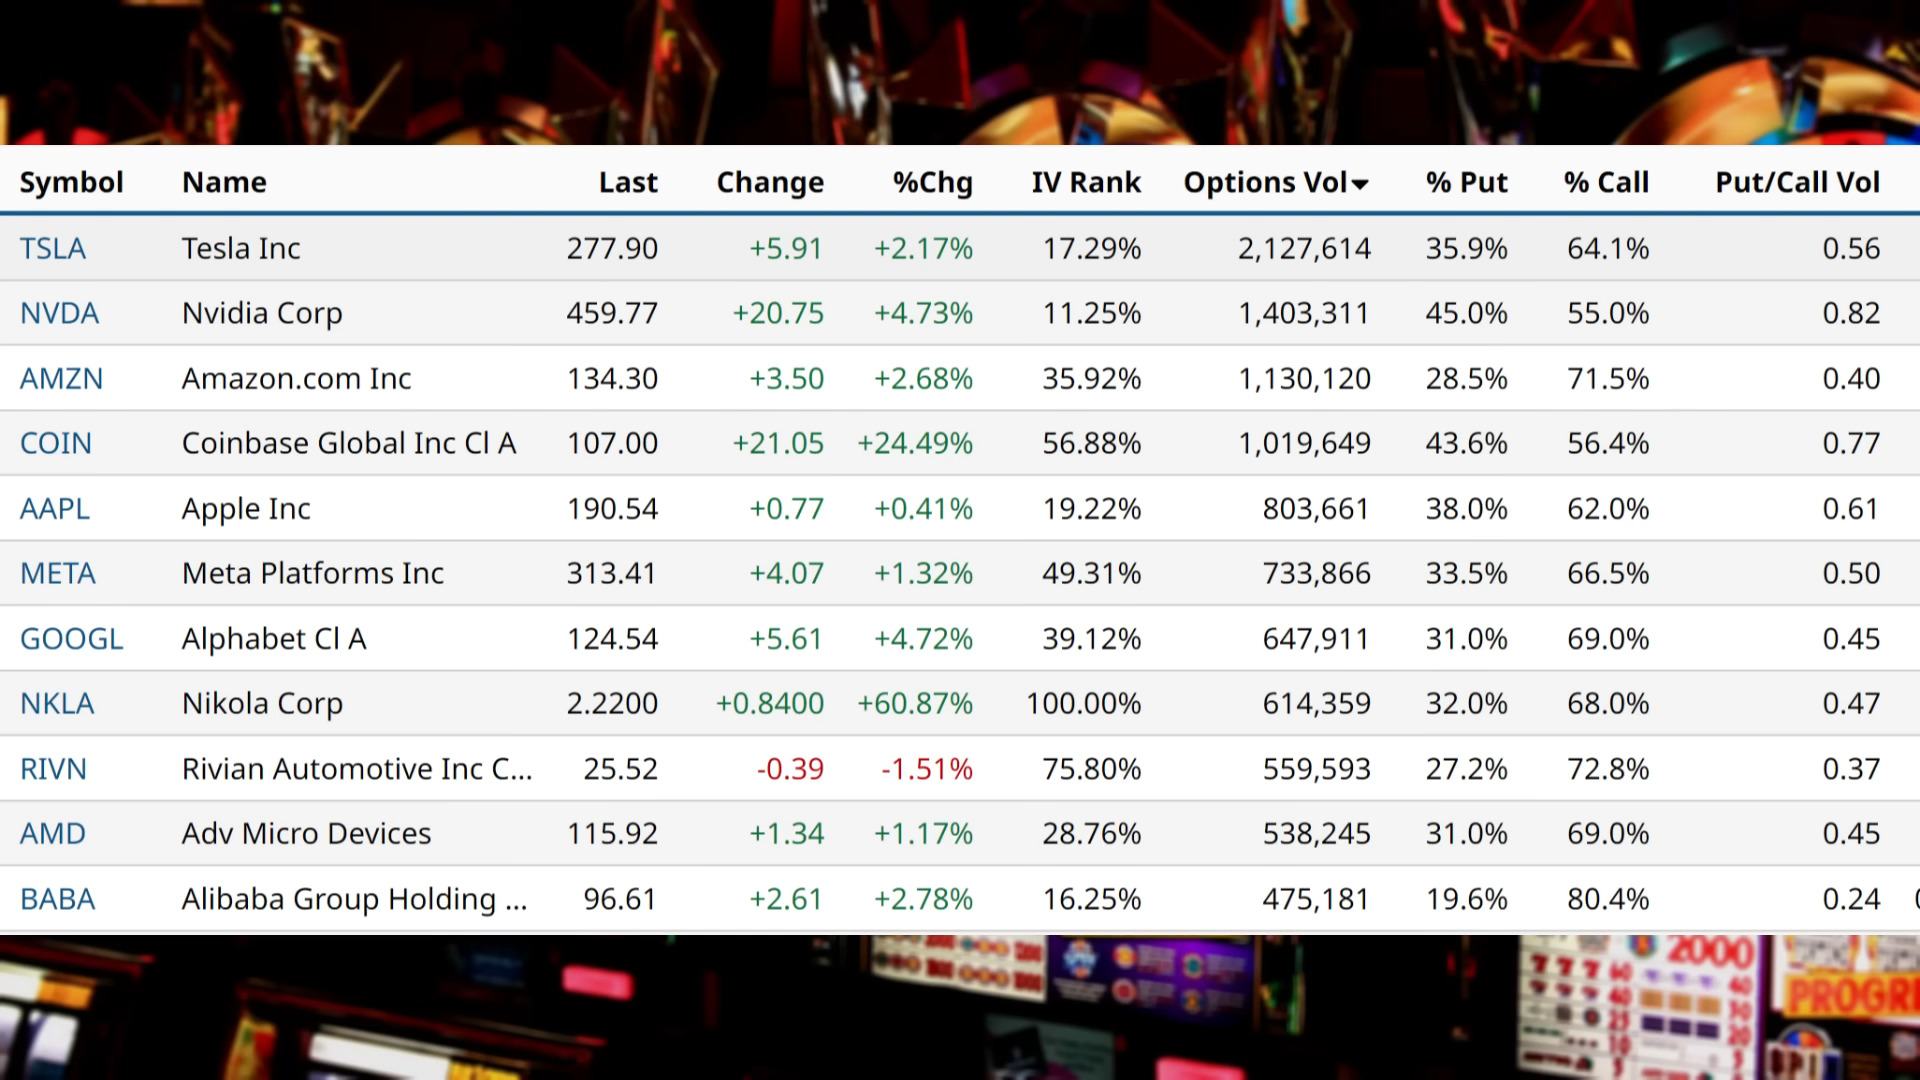 Symbol Name Last Change %Chg IV Rank Options Vol % Put % Call Put/Call Vol
TSLA Tesla Inc 277.90 +5.91 +2.17% 17.29% 2,127,614 35.9% 64.1% 0.56
NVDA Nvidia Corp 459.77 +20.75 +4.73% 11.25% 1,403,311 45.0% 55.0% 0.82
AMZN Amazon.com Inc 134.30 +3.50 +2.68% 35.92% 1,130,120 28.5% 71.5% 0.40
COIN Coinbase Global Inc Cl A 107.00 +21.05 +24.49% 56.88% 1,019,649 43.6% 56.4% 0.77
AAPL Apple Inc 190.54 +0.77 +0.41% 19.22% 803,661 38.0% 62.0% 0.61
META Meta Platforms Inc 313.41 +4.07 +1.32% 49.31% 733,866 33.5% 66.5% 0.50
GOOGL Alphabet Cl A 124.54 +5.61 +4.72% 39.12% 647,911 31.0% 69.0% 0.45
NKLA Nikola Corp 2.2200 +0.8400 +60.87% 100.00% 614,359 32.0% 68.0% 0.47
RIVN Rivian Automotive Inc C... 25.52 -0.39 -1.51% 75.80% 559,593 27.2% 72.8% 0.37
AMD Adv Micro Devices 115.92 +1.34 +1.17% 28.76% 538,245 31.0% 69.0% 0.45
BABA Alibaba Group Holding ... 96.61 +2.61 +2.78% 16.25% 475,181 19.6% 80.4% 0.24
2000
777
PROGR